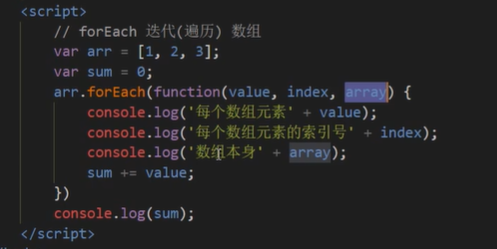 <script>
// forEach 迭代(遍历) 数组
var arr = [1, 2, 3];
var sum = 0;
arr.forEach(function(value, index, array) {
console.log('每个数组元素' + value);
console.log('每个数组元素的索引号' + index);
console.log('数组本身' + array);
sum += value;
})
console.log(sum);
</script>